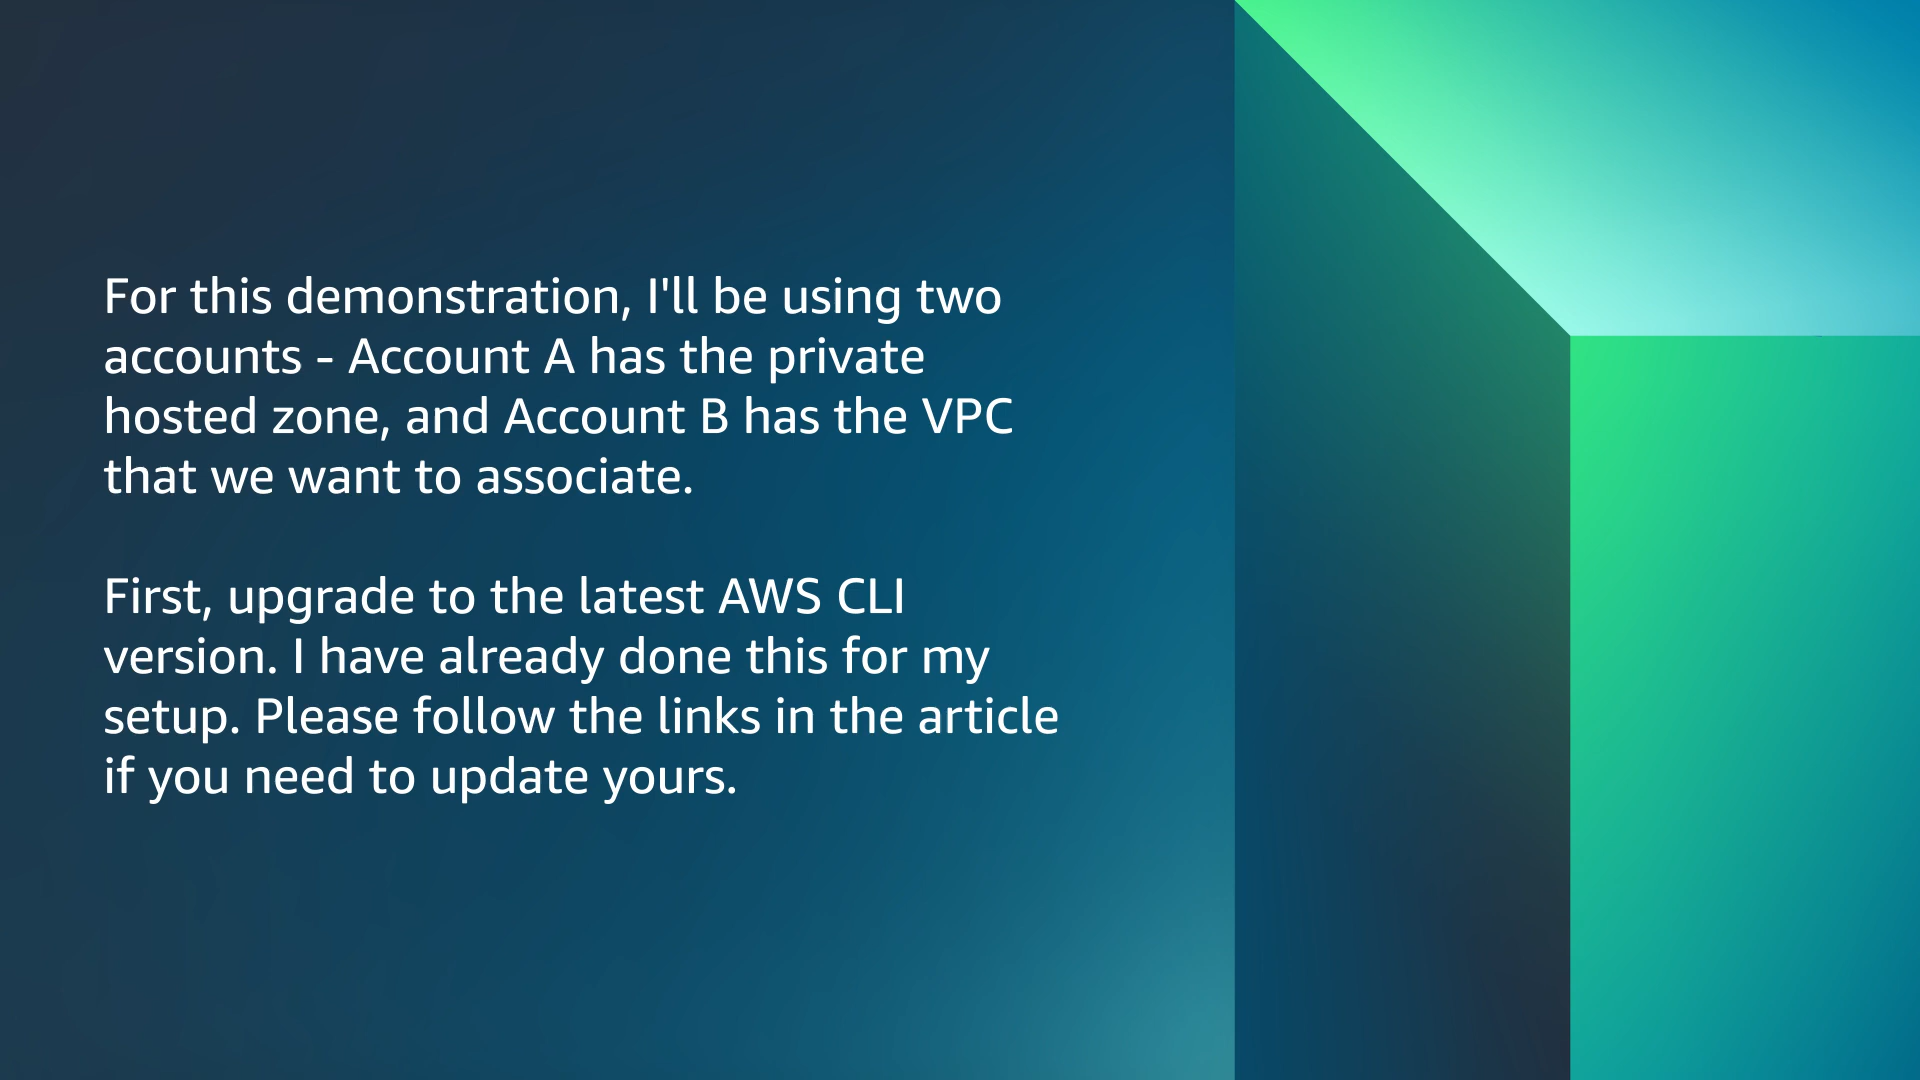 For this demonstration, I'll be using two
accounts - Account A has the private
hosted zone, and Account B has the VPC
that we want to associate.
First, upgrade to the latest AWS CLI
version. I have already done this for my
setup. Please follow the links in the article
if you need to update yours.